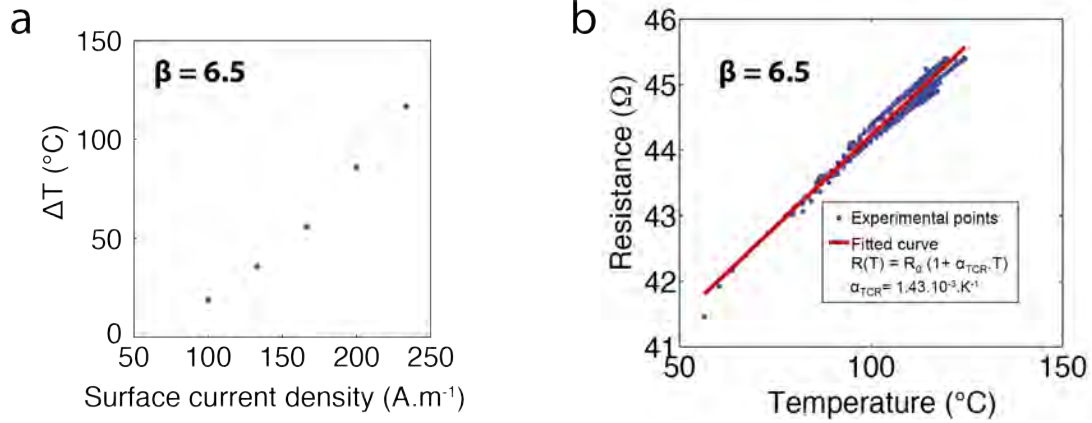 a
β = 6.5
150
100
50
0
50 100 150 200 250
ΔT (°C)
Surface current density (A.m⁻¹)
b
β = 6.5
46
45
44
43
42
41
50 100 150
Resistance (Ω)
Temperature (°C)
Experimental points
Fitted curve
R(T) = R₀ (1+ α_TCR.T)
α_TCR= 1.43.10⁻³.K⁻¹